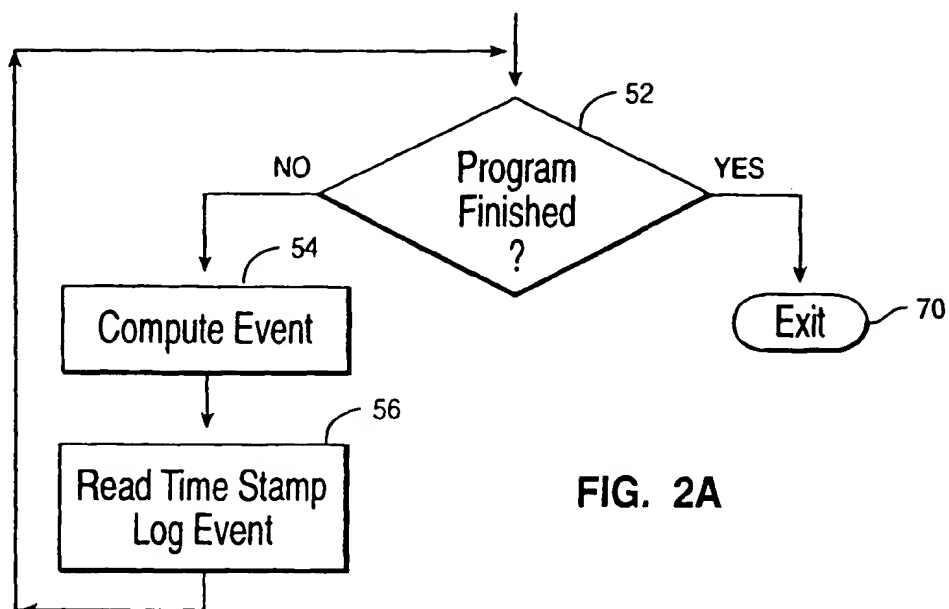 52
Program
Finished
?
NO
YES
54
Compute Event
Exit
70
56
Read Time Stamp
Log Event
FIG. 2A